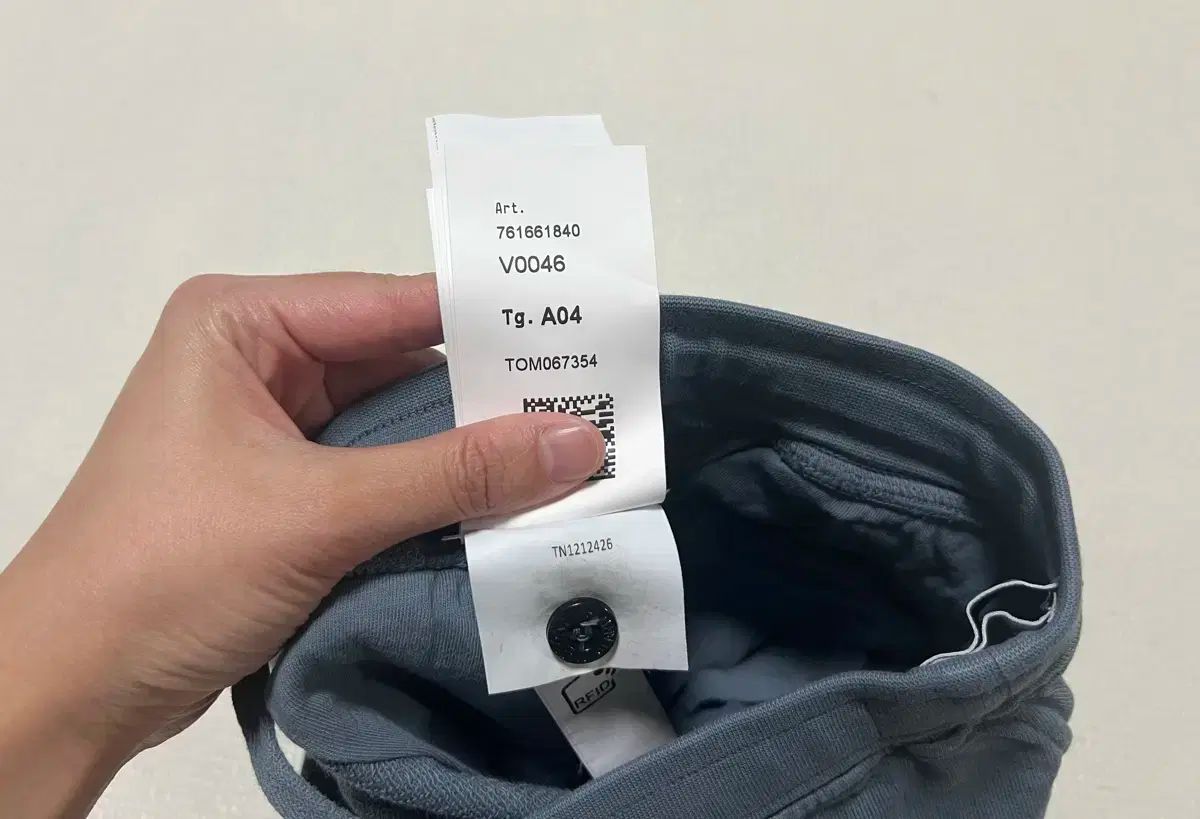 Art.
761661840
V0046
Tg. A04
TOM067354
TN1212426
RFID